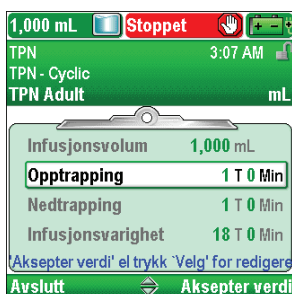 1,000 mL Stoppet
TPN 3:07 AM
TPN - Cyclic
TPN Adult mL
Infusjonsvolum 1,000 mL
Opptrapping 1 T 0 Min
Nedtrapping 1 T 0 Min
Infusjonsvarighet 18 T 0 Min
'Aksepter verdi' el trykk `Velg' for redigere
Avslutt Aksepter verdi